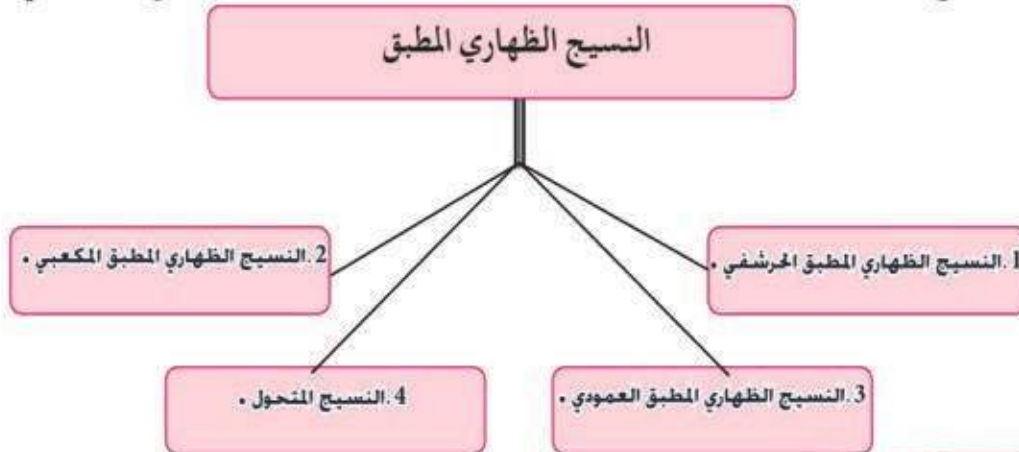 النسيج الظهاري المطبق
1.النسيج الظهاري المطبق الحرشفي .
2.النسيج الظهاري المطبق المكعبي .
3.النسيج الظهاري المطبق العمودي .
4.النسيج المتحول .